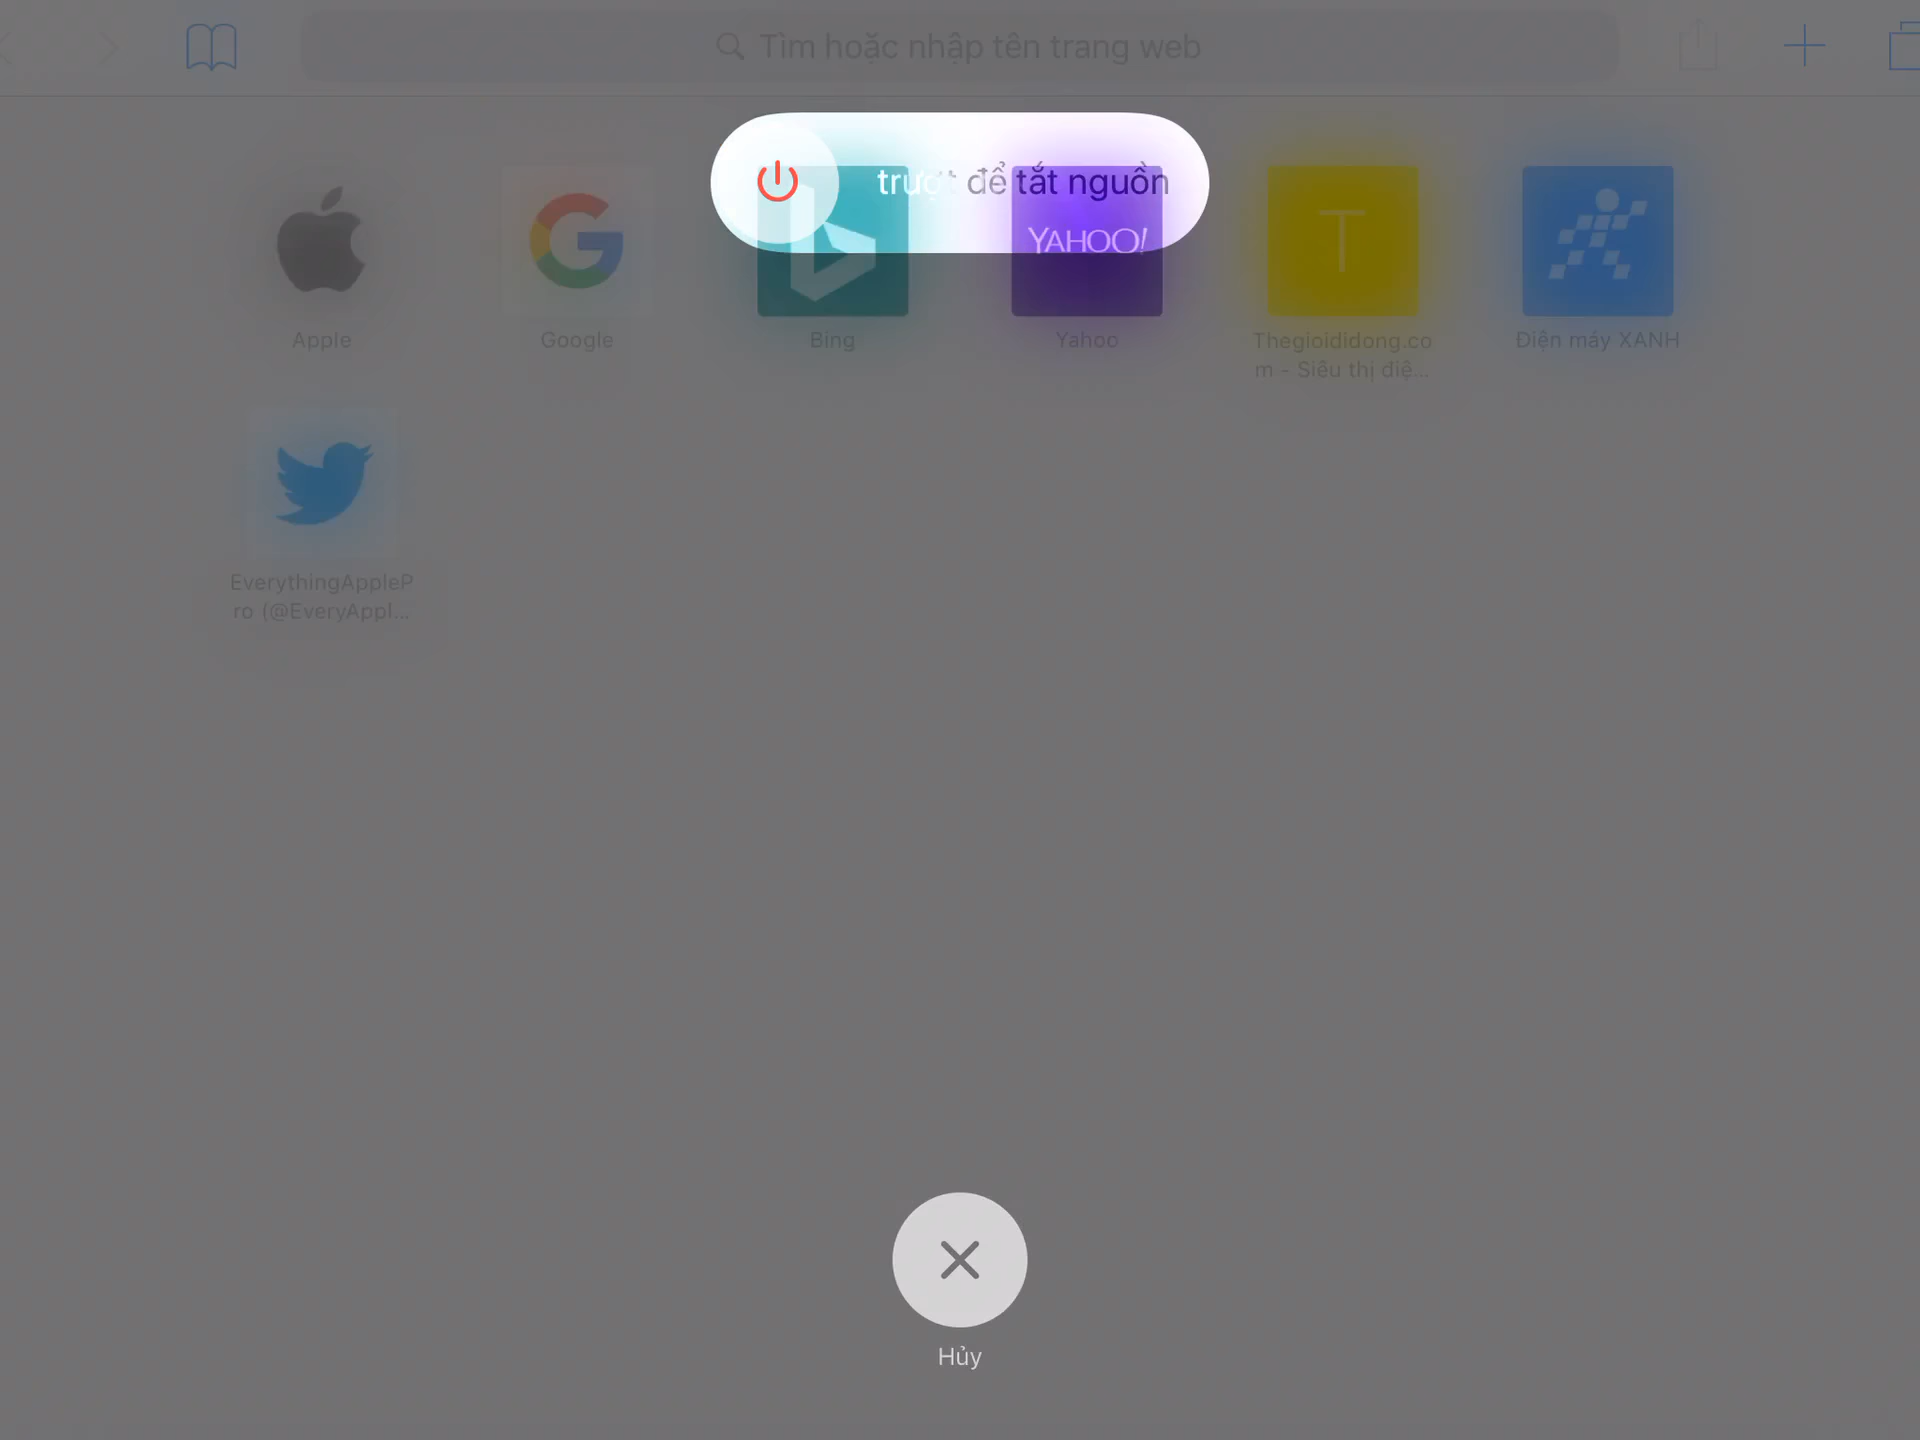 Tìm hoặc nhập tên trang web
trượt để tắt nguồn
YAHOO!
T
Apple
Google
Bing
Yahoo
Thegioididong.co
m - Siêu thị điệ...
Điện máy XANH
EverythingAppleP
ro (@EveryAppl...
Hủy